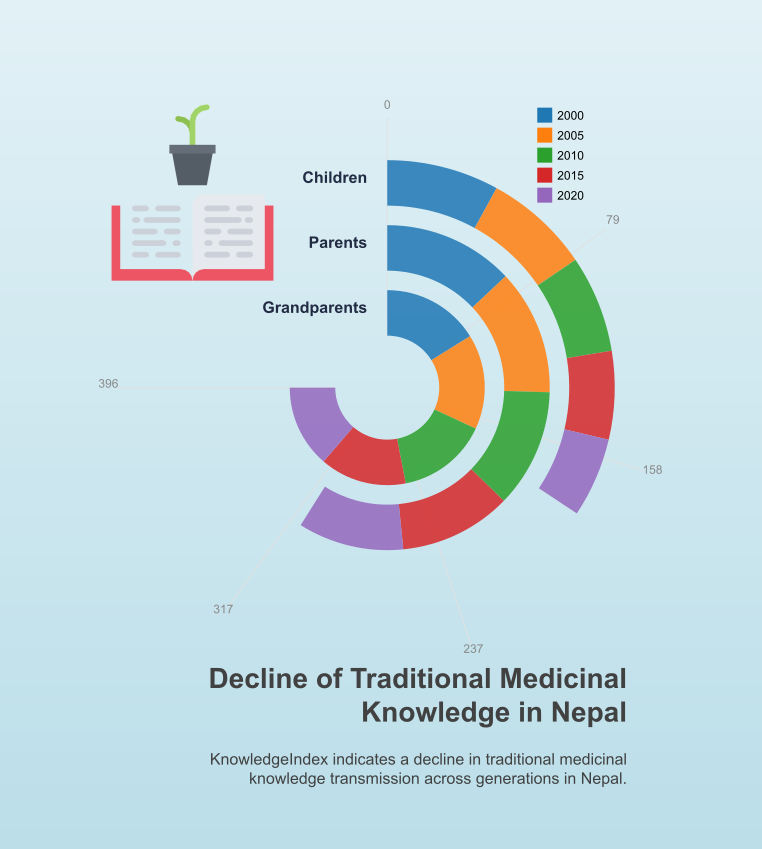 0
2000
2005
2010
2015
2020
Children
79
Parents
Grandparents
396
158
317
237
Decline of Traditional Medicinal
Knowledge in Nepal
KnowledgeIndex indicates a decline in traditional medicinal
knowledge transmission across generations in Nepal.